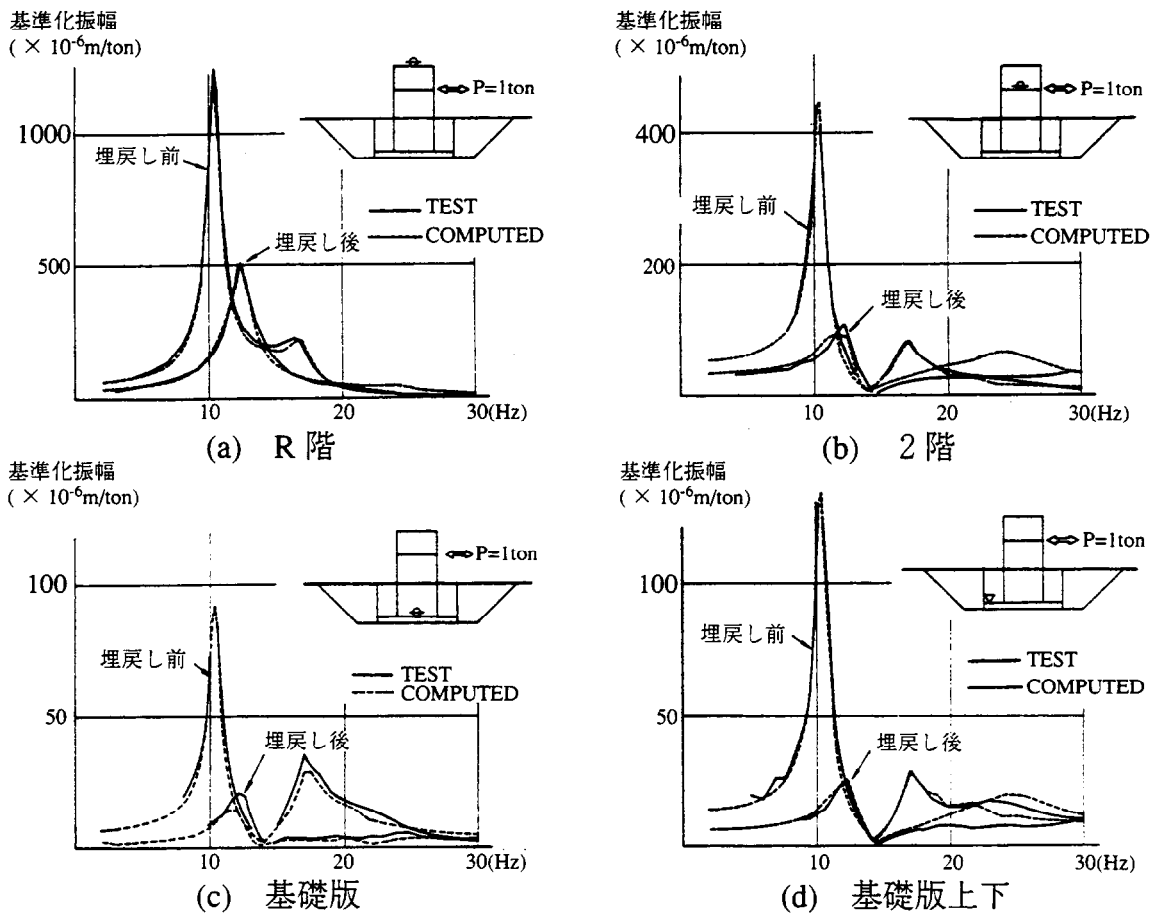 基準化振幅
( × 10⁻⁶m/ton)
P=1ton
1000
埋戻し前
TEST
埋戻し後
COMPUTED
500
10
20
30(Hz)
(a) R 階
基準化振幅
( × 10⁻⁶m/ton)
P=1ton
400
埋戻し前
TEST
COMPUTED
200
埋戻し後
10
20
30(Hz)
(b) 2階
基準化振幅
( × 10⁻⁶m/ton)
P=1ton
100
埋戻し前
TEST
COMPUTED
50
埋戻し後
10
20
30(Hz)
(c) 基礎版
基準化振幅
( × 10⁻⁶m/ton)
P=1ton
100
埋戻し前
TEST
COMPUTED
50
埋戻し後
10
20
30(Hz)
(d) 基礎版上下